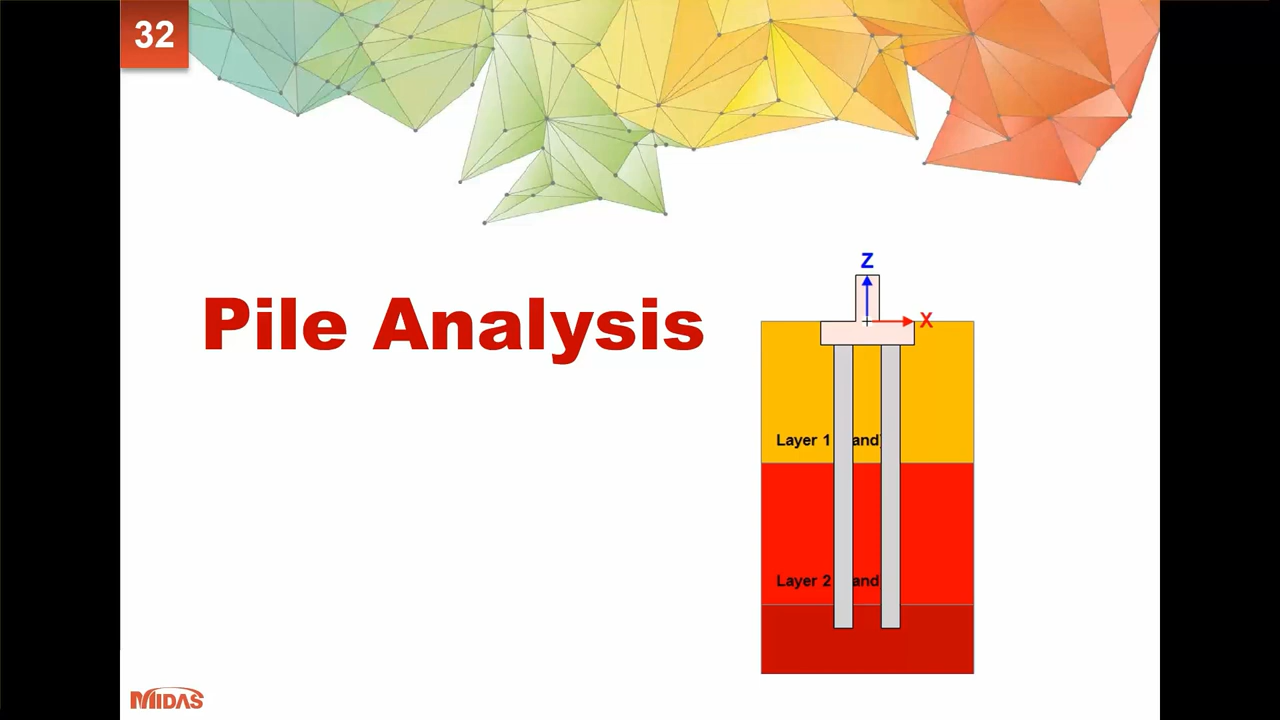 32
Pile Analysis
Z
X
Layer 1 and
Layer 2 and
MIDAS